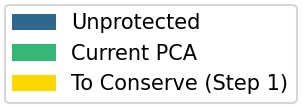 Unprotected
Current PCA
To Conserve (Step 1)